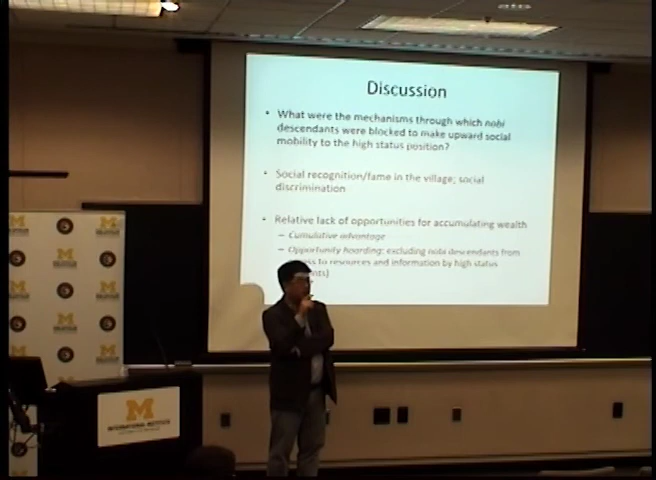 Discussion
• What were the mechanisms through which nobi
descendants were blocked to make upward social
mobility to the high status position?
• Social recognition/fame in the village; social
discrimination
• Relative lack of opportunities for accumulating wealth
– Cumulative advantage
– Opportunity hoarding: excluding nobi descendants from
to resources and information by high status
M
INTERNATIONAL INSTITUTE